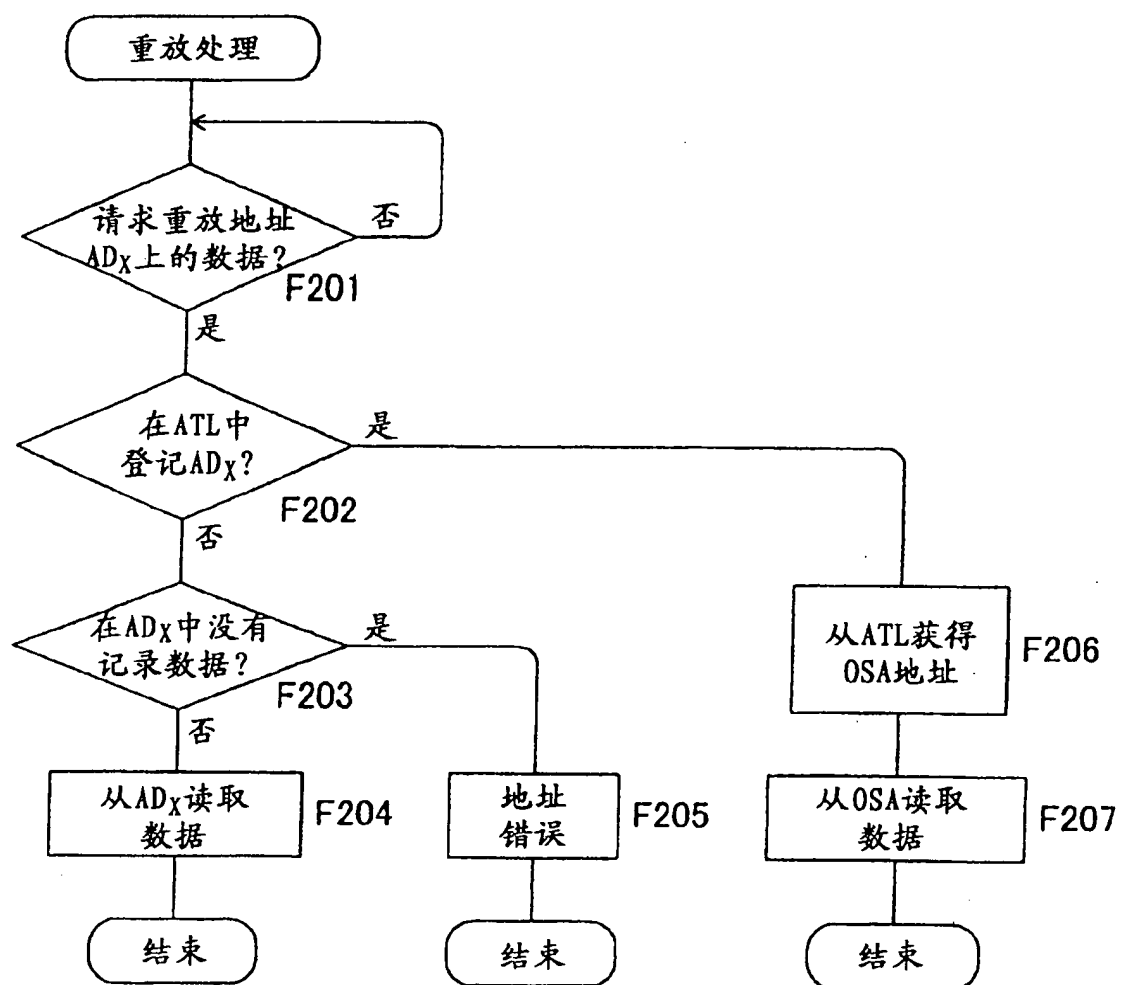 重放处理
请求重放地址
ADX上的数据?
否
F201
是
在ATL中
登记ADX?
是
F202
否
在ADX中没有
记录数据?
是
F203
否
从ATL获得
OSA地址
F206
从ADX读取
数据
F204
地址
错误
F205
从OSA读取
数据
F207
结束
结束
结束